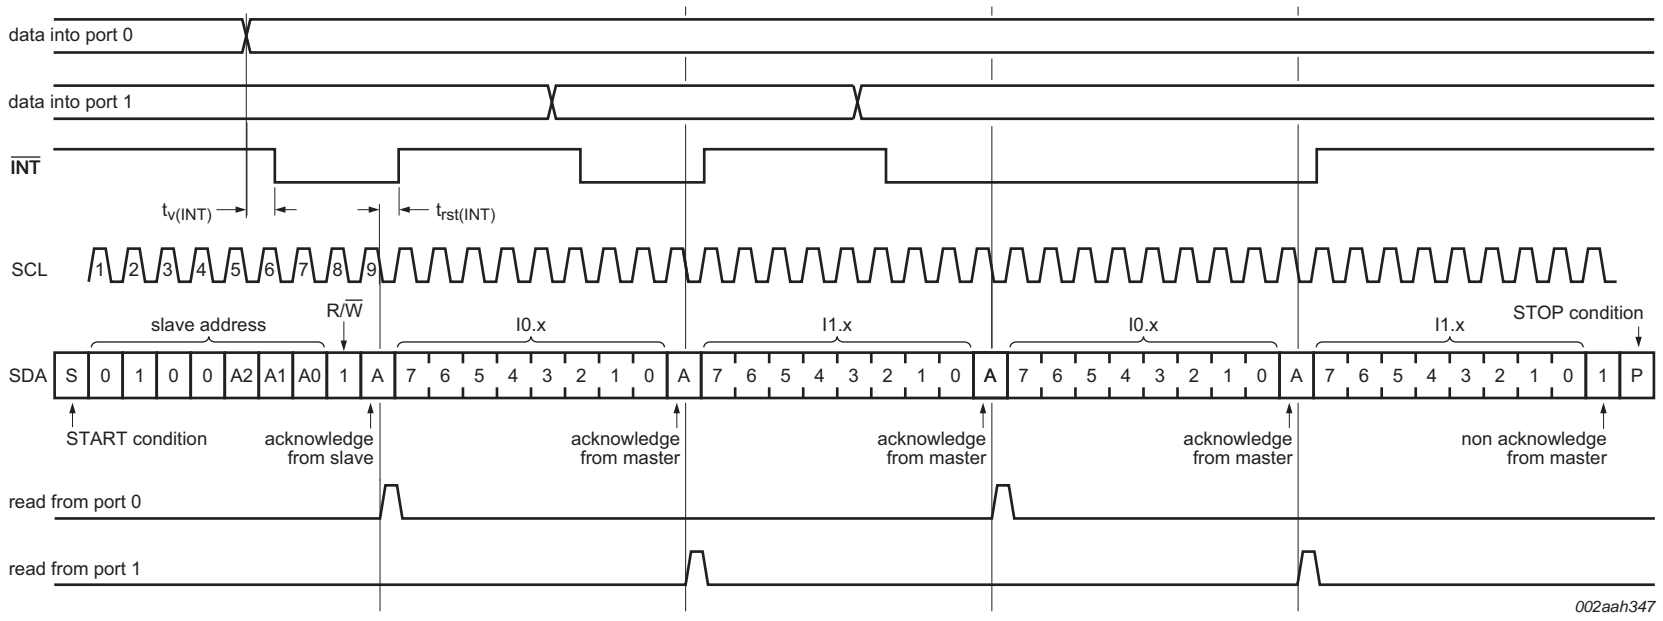 data into port 0
data into port 1
INT
tv(INT) trst(INT)
SCL 1 2 3 4 5 6 7 8 9
R/W
STOP condition
slave address I0.x I1.x I0.x I1.x
SDA S 0 1 0 0 A2 A1 A0 1 A 7 6 5 4 3 2 1 0 A 7 6 5 4 3 2 1 0 A 7 6 5 4 3 2 1 0 A 7 6 5 4 3 2 1 0 1 P
START condition
acknowledge
from slave
acknowledge
from master
acknowledge
from master
acknowledge
from master
non acknowledge
from master
read from port 0
read from port 1
002aah347